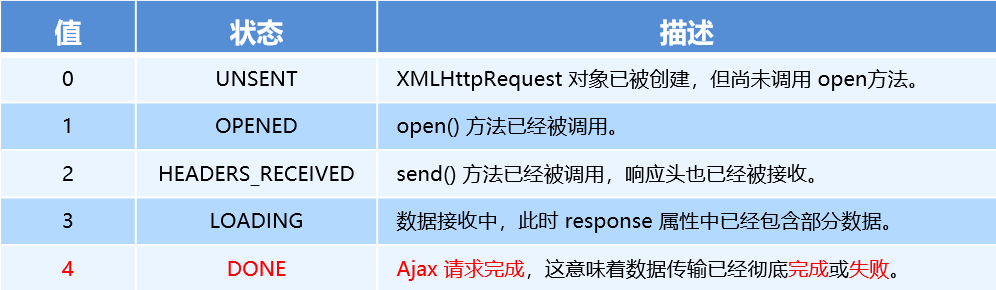 值 状态 描述
0 UNSENT XMLHttpRequest 对象已被创建，但尚未调用 open方法。
1 OPENED open() 方法已经被调用。
2 HEADERS_RECEIVED send() 方法已经被调用，响应头也已经被接收。
3 LOADING 数据接收中，此时 response 属性中已经包含部分数据。
4 DONE Ajax 请求完成，这意味着数据传输已经彻底完成或失败。